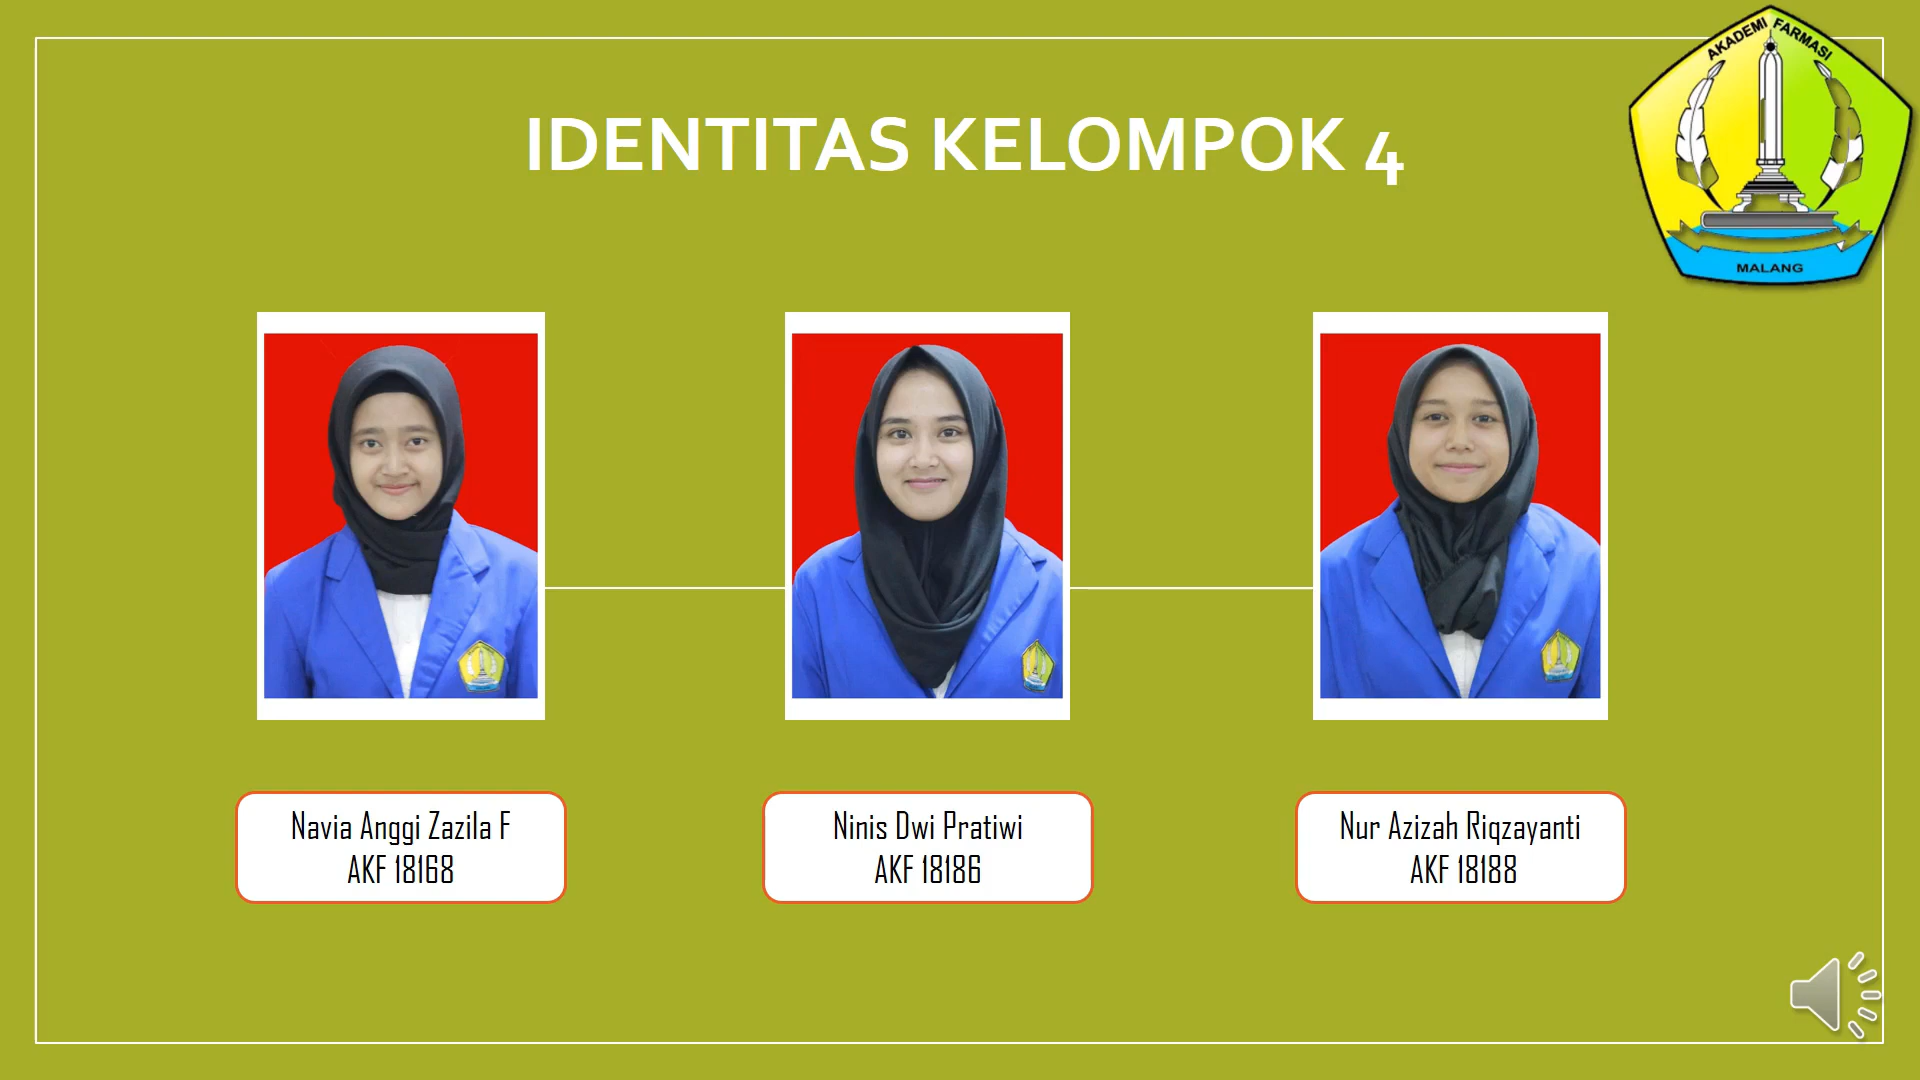 AKADEMI FARMASI
IDENTITAS KELOMPOK 4
MALANG
Navia Anggi Zazila F
AKF 18168
Ninis Dwi Pratiwi
AKF 18186
Nur Azizah Riqzayanti
AKF 18188